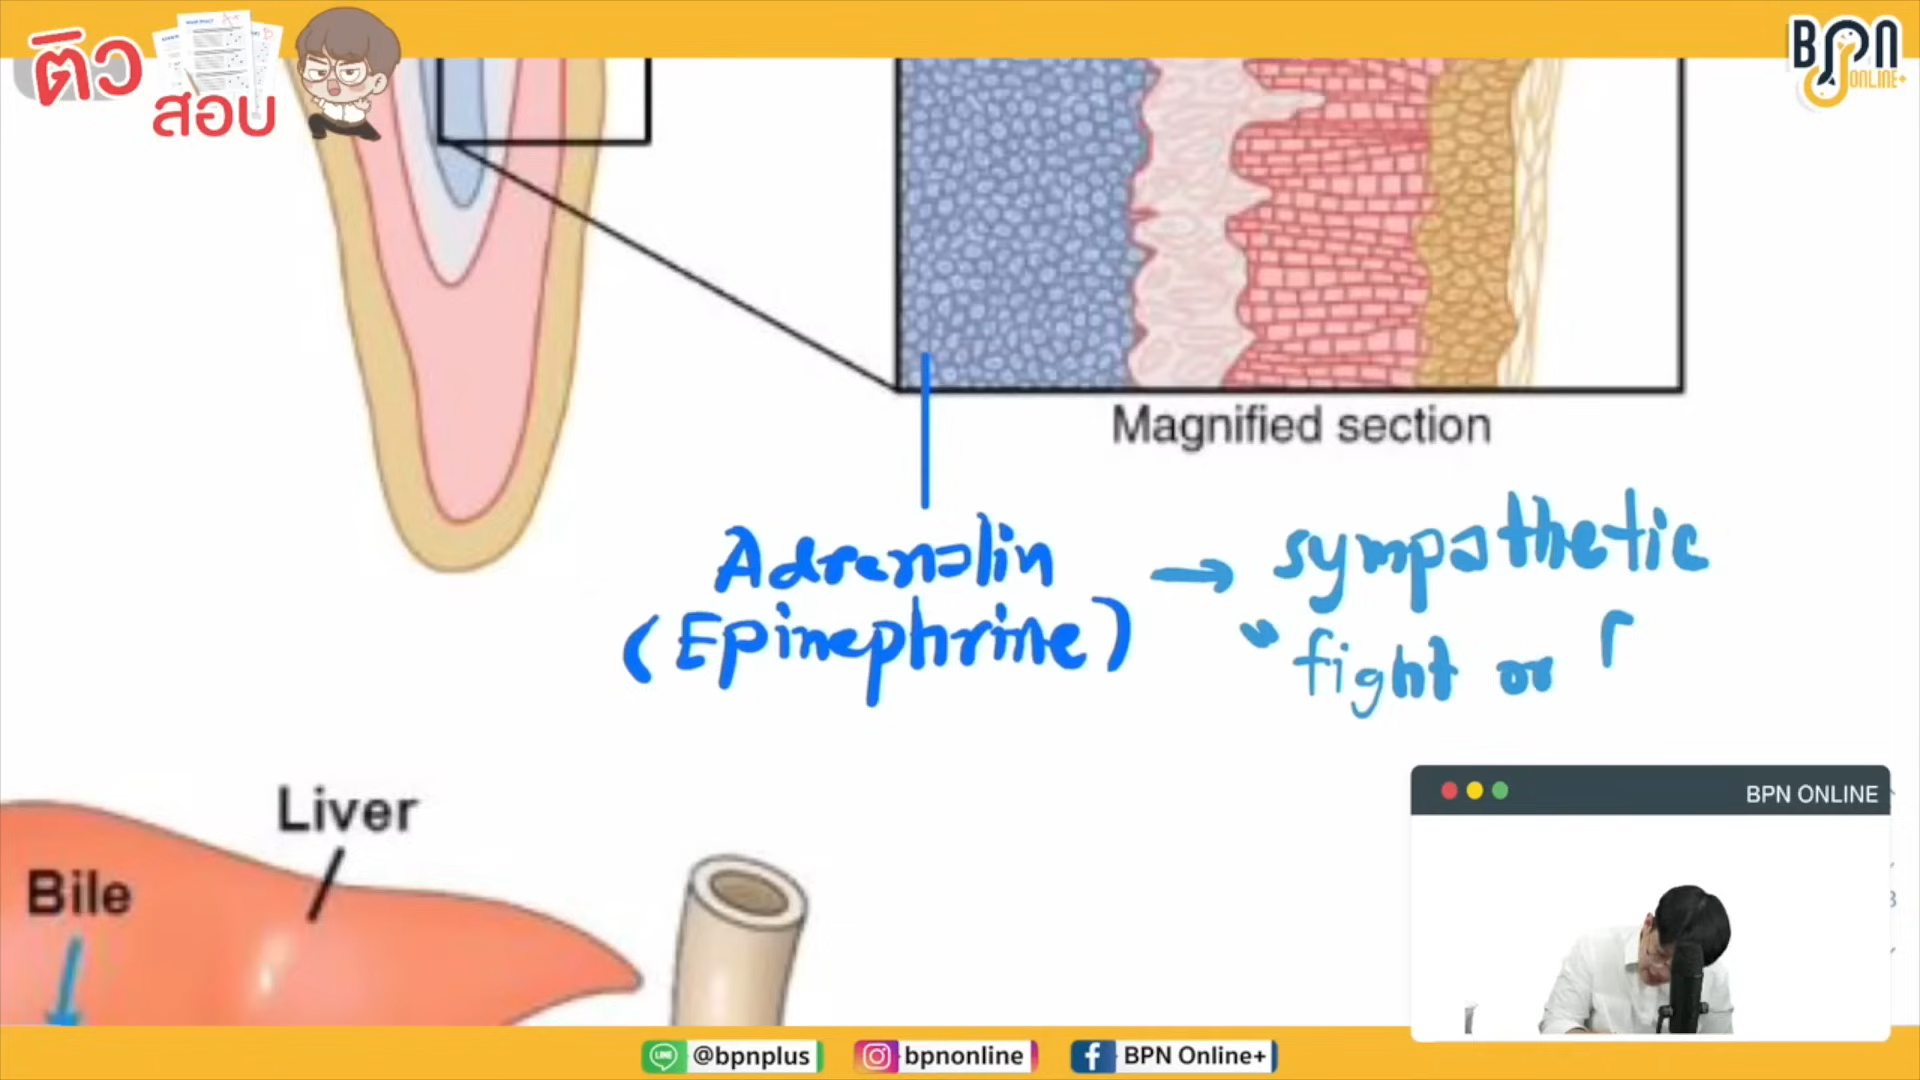 ติว
สอบ
BPN
ONLINE+
Magnified section
Adrenalin
(Epinephrine)
→ sympathetic
"fight or f
Liver
Bile
BPN ONLINE
LINE @bpnplus
bpnonline
BPN Online+